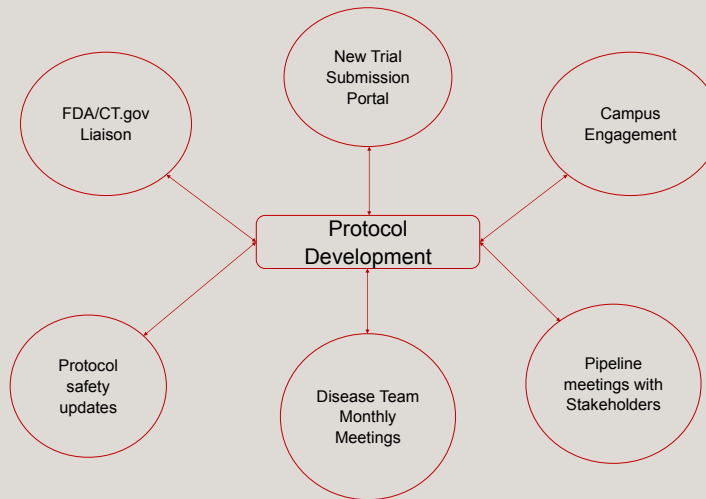 New Trial
Submission
Portal
FDA/CT.gov
Liaison
Campus
Engagement
Protocol
Development
Protocol
safety
updates
Disease Team
Monthly
Meetings
Pipeline
meetings with
Stakeholders